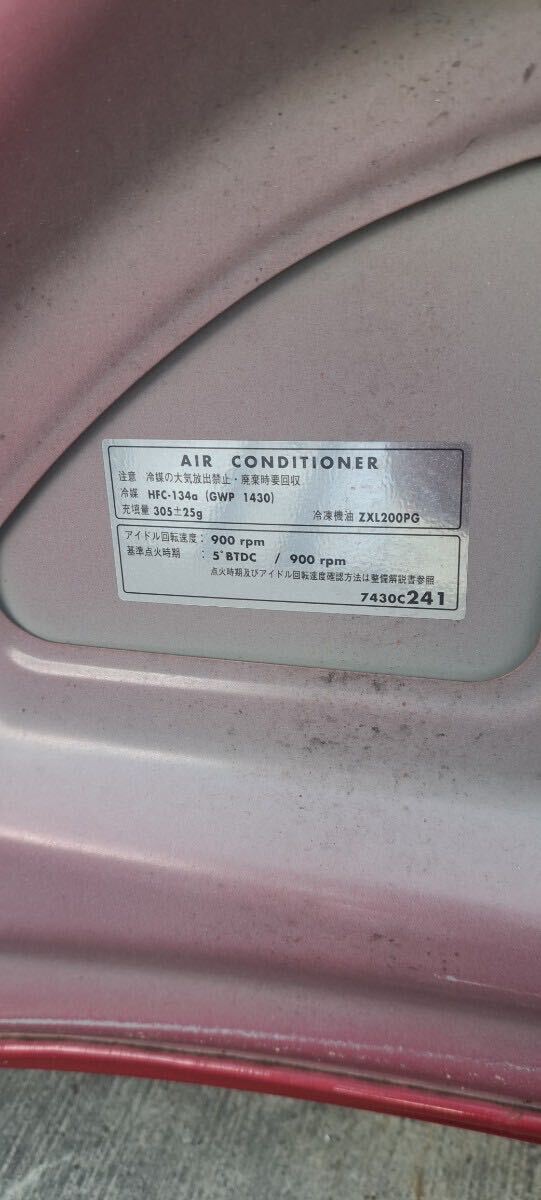 AIR CONDITIONER
注意 冷媒の大気放出禁止・廃棄時要回収
冷媒 HFC-134a (GWP 1430)
充填量 305±25g 冷凍機油 ZXL200PG
アイドル回転速度: 900 rpm
基準点火時期 : 5°BTDC / 900 rpm
点火時期及びアイドル回転速度確認方法は整備解説書参照
7430C241